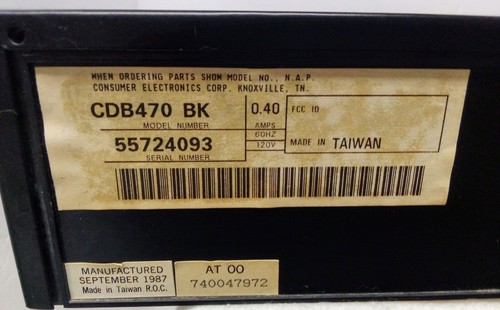 WHEN ORDERING PARTS SHOW MODEL NO., N.A.P.
CONSUMER ELECTRONICS CORP. KNOXVILLE, TN.
CDB470 BK
MODEL NUMBER
55724093
SERIAL NUMBER
0.40
AMPS
60HZ
120V
FCC ID
MADE IN TAIWAN
MANUFACTURED
SEPTEMBER 1987
Made in Taiwan R.O.C.
AT 00
740047972